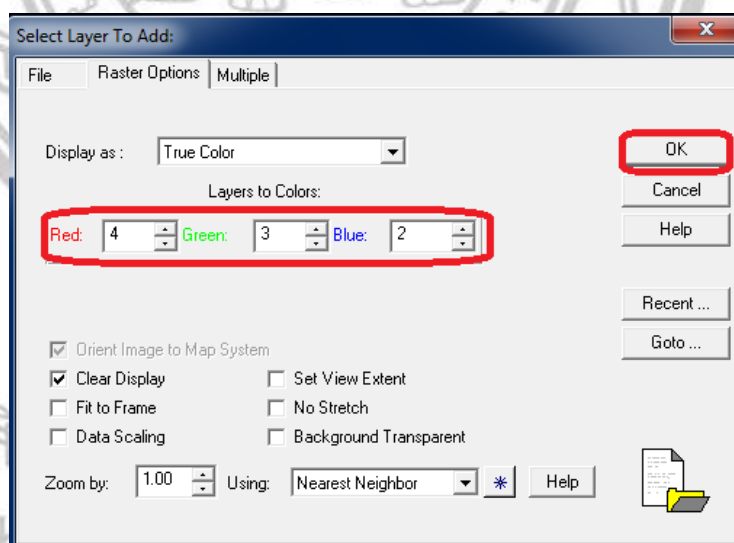 Select Layer To Add:
File Raster Options Multiple
Display as : True Color
OK
Layers to Colors:
Cancel
Red: 4 Green: 3 Blue: 2
Help
Recent ...
Goto ...
Orient Image to Map System
Clear Display Set View Extent
Fit to Frame No Stretch
Data Scaling Background Transparent
Zoom by: 1.00 Using: Nearest Neighbor Help